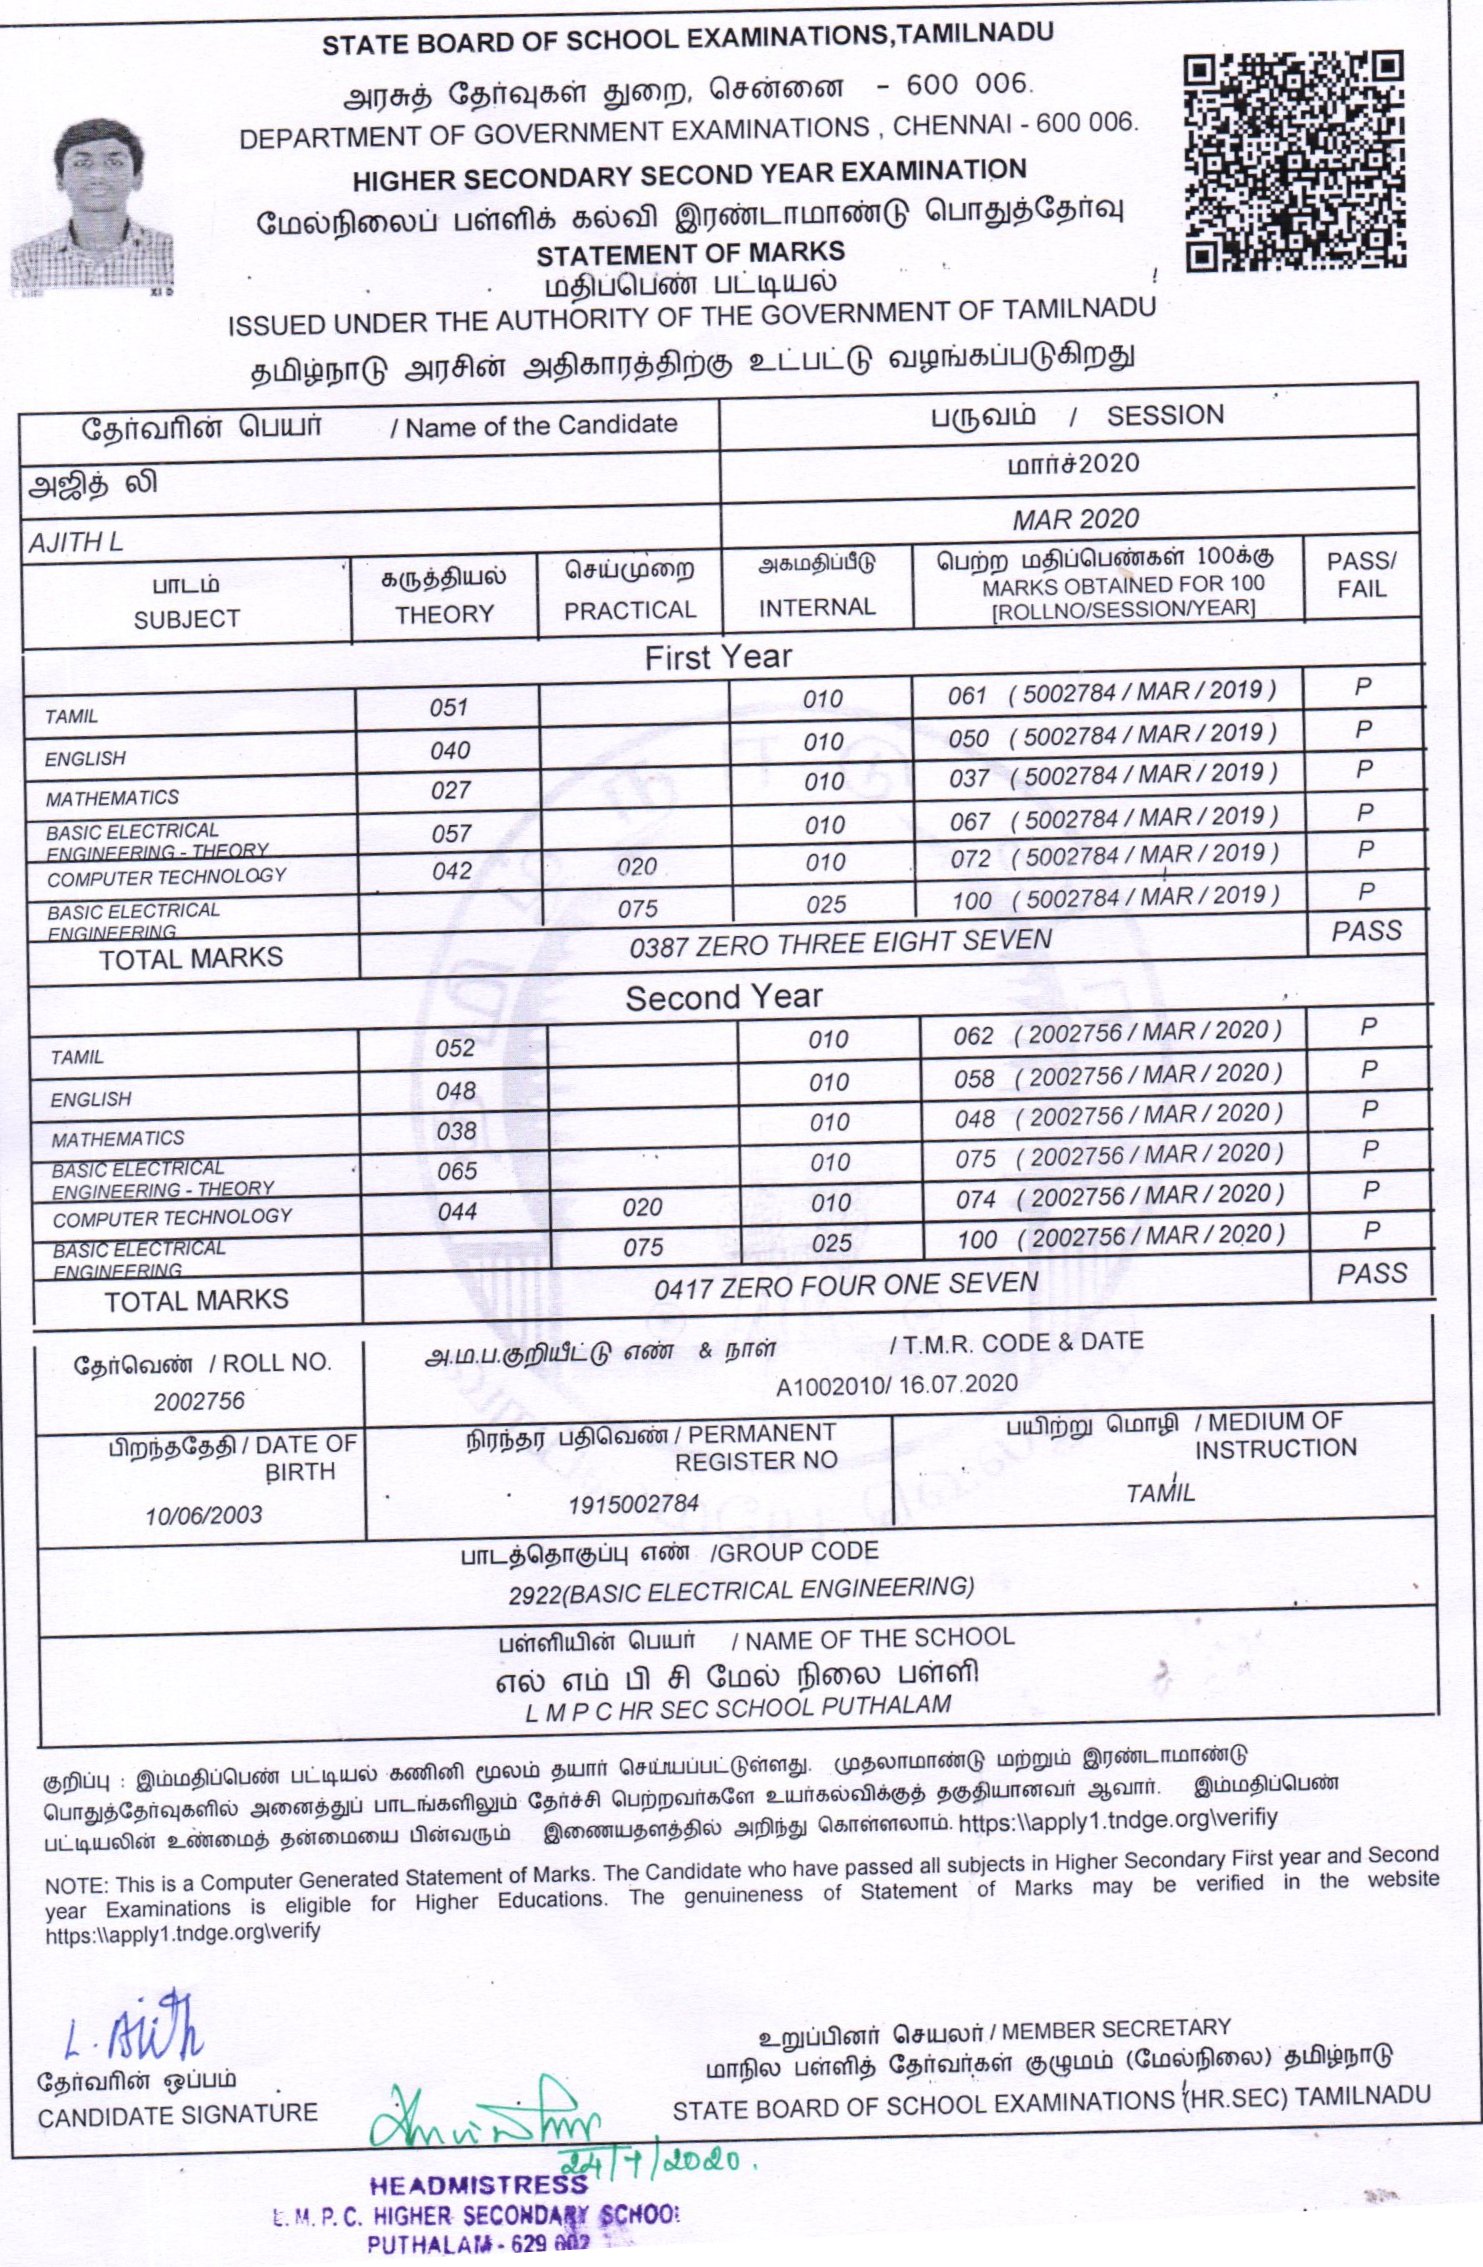 STATE BOARD OF SCHOOL EXAMINATIONS,TAMILNADU
அரசுத் தேர்வுகள் துறை, சென்னை - 600 006.
DEPARTMENT OF GOVERNMENT EXAMINATIONS , CHENNAI - 600 006.
HIGHER SECONDARY SECOND YEAR EXAMINATION
மேல்நிலைப் பள்ளிக் கல்வி இரண்டாமாண்டு பொதுத்தேர்வு
STATEMENT OF MARKS
மதிப்பெண் பட்டியல்
ISSUED UNDER THE AUTHORITY OF THE GOVERNMENT OF TAMILNADU
தமிழ்நாடு அரசின் அதிகாரத்திற்கு உட்பட்டு வழங்கப்படுகிறது
XI D
தேர்வரின் பெயர் / Name of the Candidate பருவம் / SESSION
அஜித் லி மார்ச்2020
AJITH L MAR 2020
பாடம் கருத்தியல் செய்முறை அகமதிப்பீடு பெற்ற மதிப்பெண்கள் 100க்கு PASS/
SUBJECT THEORY PRACTICAL INTERNAL MARKS OBTAINED FOR 100 FAIL
[ROLLNO/SESSION/YEAR]
First Year
TAMIL 051 010 061 ( 5002784 / MAR / 2019 ) P
ENGLISH 040 010 050 ( 5002784 / MAR / 2019 ) P
MATHEMATICS 027 010 037 ( 5002784 / MAR / 2019 ) P
BASIC ELECTRICAL
ENGINEERING - THEORY 057 010 067 ( 5002784 / MAR / 2019 ) P
COMPUTER TECHNOLOGY 042 020 010 072 ( 5002784 / MAR / 2019 ) P
BASIC ELECTRICAL
ENGINEERING 075 025 100 ( 5002784 / MAR / 2019 ) P
TOTAL MARKS 0387 ZERO THREE EIGHT SEVEN PASS
Second Year
TAMIL 052 010 062 ( 2002756 / MAR / 2020 ) P
ENGLISH 048 010 058 ( 2002756 / MAR / 2020 ) P
MATHEMATICS 038 010 048 ( 2002756 / MAR / 2020 ) P
BASIC ELECTRICAL
ENGINEERING - THEORY 065 010 075 ( 2002756 / MAR / 2020 ) P
COMPUTER TECHNOLOGY 044 020 010 074 ( 2002756 / MAR / 2020 ) P
BASIC ELECTRICAL
ENGINEERING 075 025 100 ( 2002756 / MAR / 2020 ) P
TOTAL MARKS 0417 ZERO FOUR ONE SEVEN PASS
தேர்வெண் / ROLL NO. அ.ம.ப.குறியீட்டு எண் & நாள் / T.M.R. CODE & DATE
2002756 A1002010/ 16.07.2020
பிறந்ததேதி / DATE OF BIRTH நிரந்தர பதிவெண் / PERMANENT REGISTER NO பயிற்று மொழி / MEDIUM OF INSTRUCTION
10/06/2003 1915002784 TAMIL
பாடத்தொகுப்பு எண் /GROUP CODE
2922(BASIC ELECTRICAL ENGINEERING)
பள்ளியின் பெயர் / NAME OF THE SCHOOL
எல் எம் பி சி மேல் நிலை பள்ளி
L M P C HR SEC SCHOOL PUTHALAM
குறிப்பு : இம்மதிப்பெண் பட்டியல் கணினி மூலம் தயார் செய்யப்பட்டுள்ளது. முதலாமாண்டு மற்றும் இரண்டாமாண்டு
பொதுத்தேர்வுகளில் அனைத்துப் பாடங்களிலும் தேர்ச்சி பெற்றவர்களே உயர்கல்விக்குத் தகுதியானவர் ஆவார். இம்மதிப்பெண்
பட்டியலின் உண்மைத் தன்மையை பின்வரும் இணையதளத்தில் அறிந்து கொள்ளலாம். https:\\apply1.tndge.org\verifiy
NOTE: This is a Computer Generated Statement of Marks. The Candidate who have passed all subjects in Higher Secondary First year and Second
year Examinations is eligible for Higher Educations. The genuineness of Statement of Marks may be verified in the website
https:\\apply1.tndge.org\verify
L. Ajith
தேர்வரின் ஒப்பம்
CANDIDATE SIGNATURE
உறுப்பினர் செயலர் / MEMBER SECRETARY
மாநில பள்ளித் தேர்வர்கள் குழுமம் (மேல்நிலை) தமிழ்நாடு
STATE BOARD OF SCHOOL EXAMINATIONS (HR.SEC) TAMILNADU
24/7/2020.
HEADMISTRESS
L. M. P. C. HIGHER SECONDARY SCHOOL
PUTHALAM - 629 602